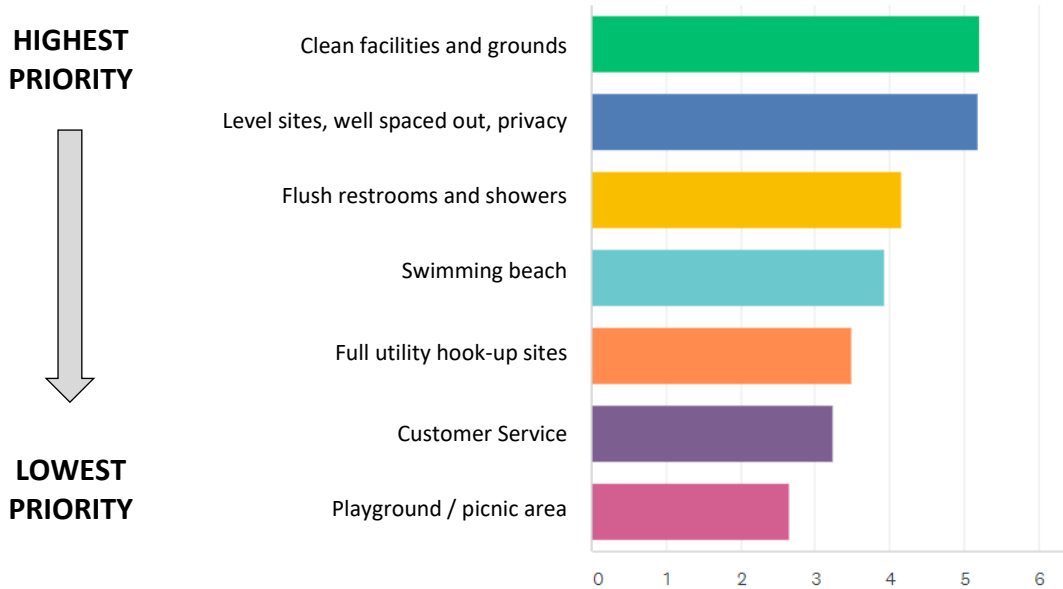 HIGHEST
PRIORITY
Clean facilities and grounds
Level sites, well spaced out, privacy
Flush restrooms and showers
Swimming beach
Full utility hook-up sites
Customer Service
LOWEST
PRIORITY
Playground / picnic area
0 1 2 3 4 5 6